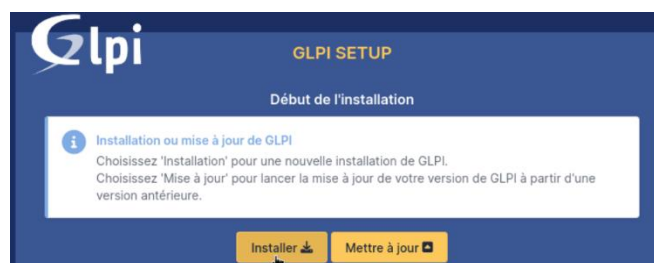 Glpi
GLPI SETUP
Début de l'installation
Installation ou mise à jour de GLPI
Choisissez 'Installation' pour une nouvelle installation de GLPI.
Choisissez 'Mise à jour' pour lancer la mise à jour de votre version de GLPI à partir d'une
version antérieure.
Installer Mettre à jour